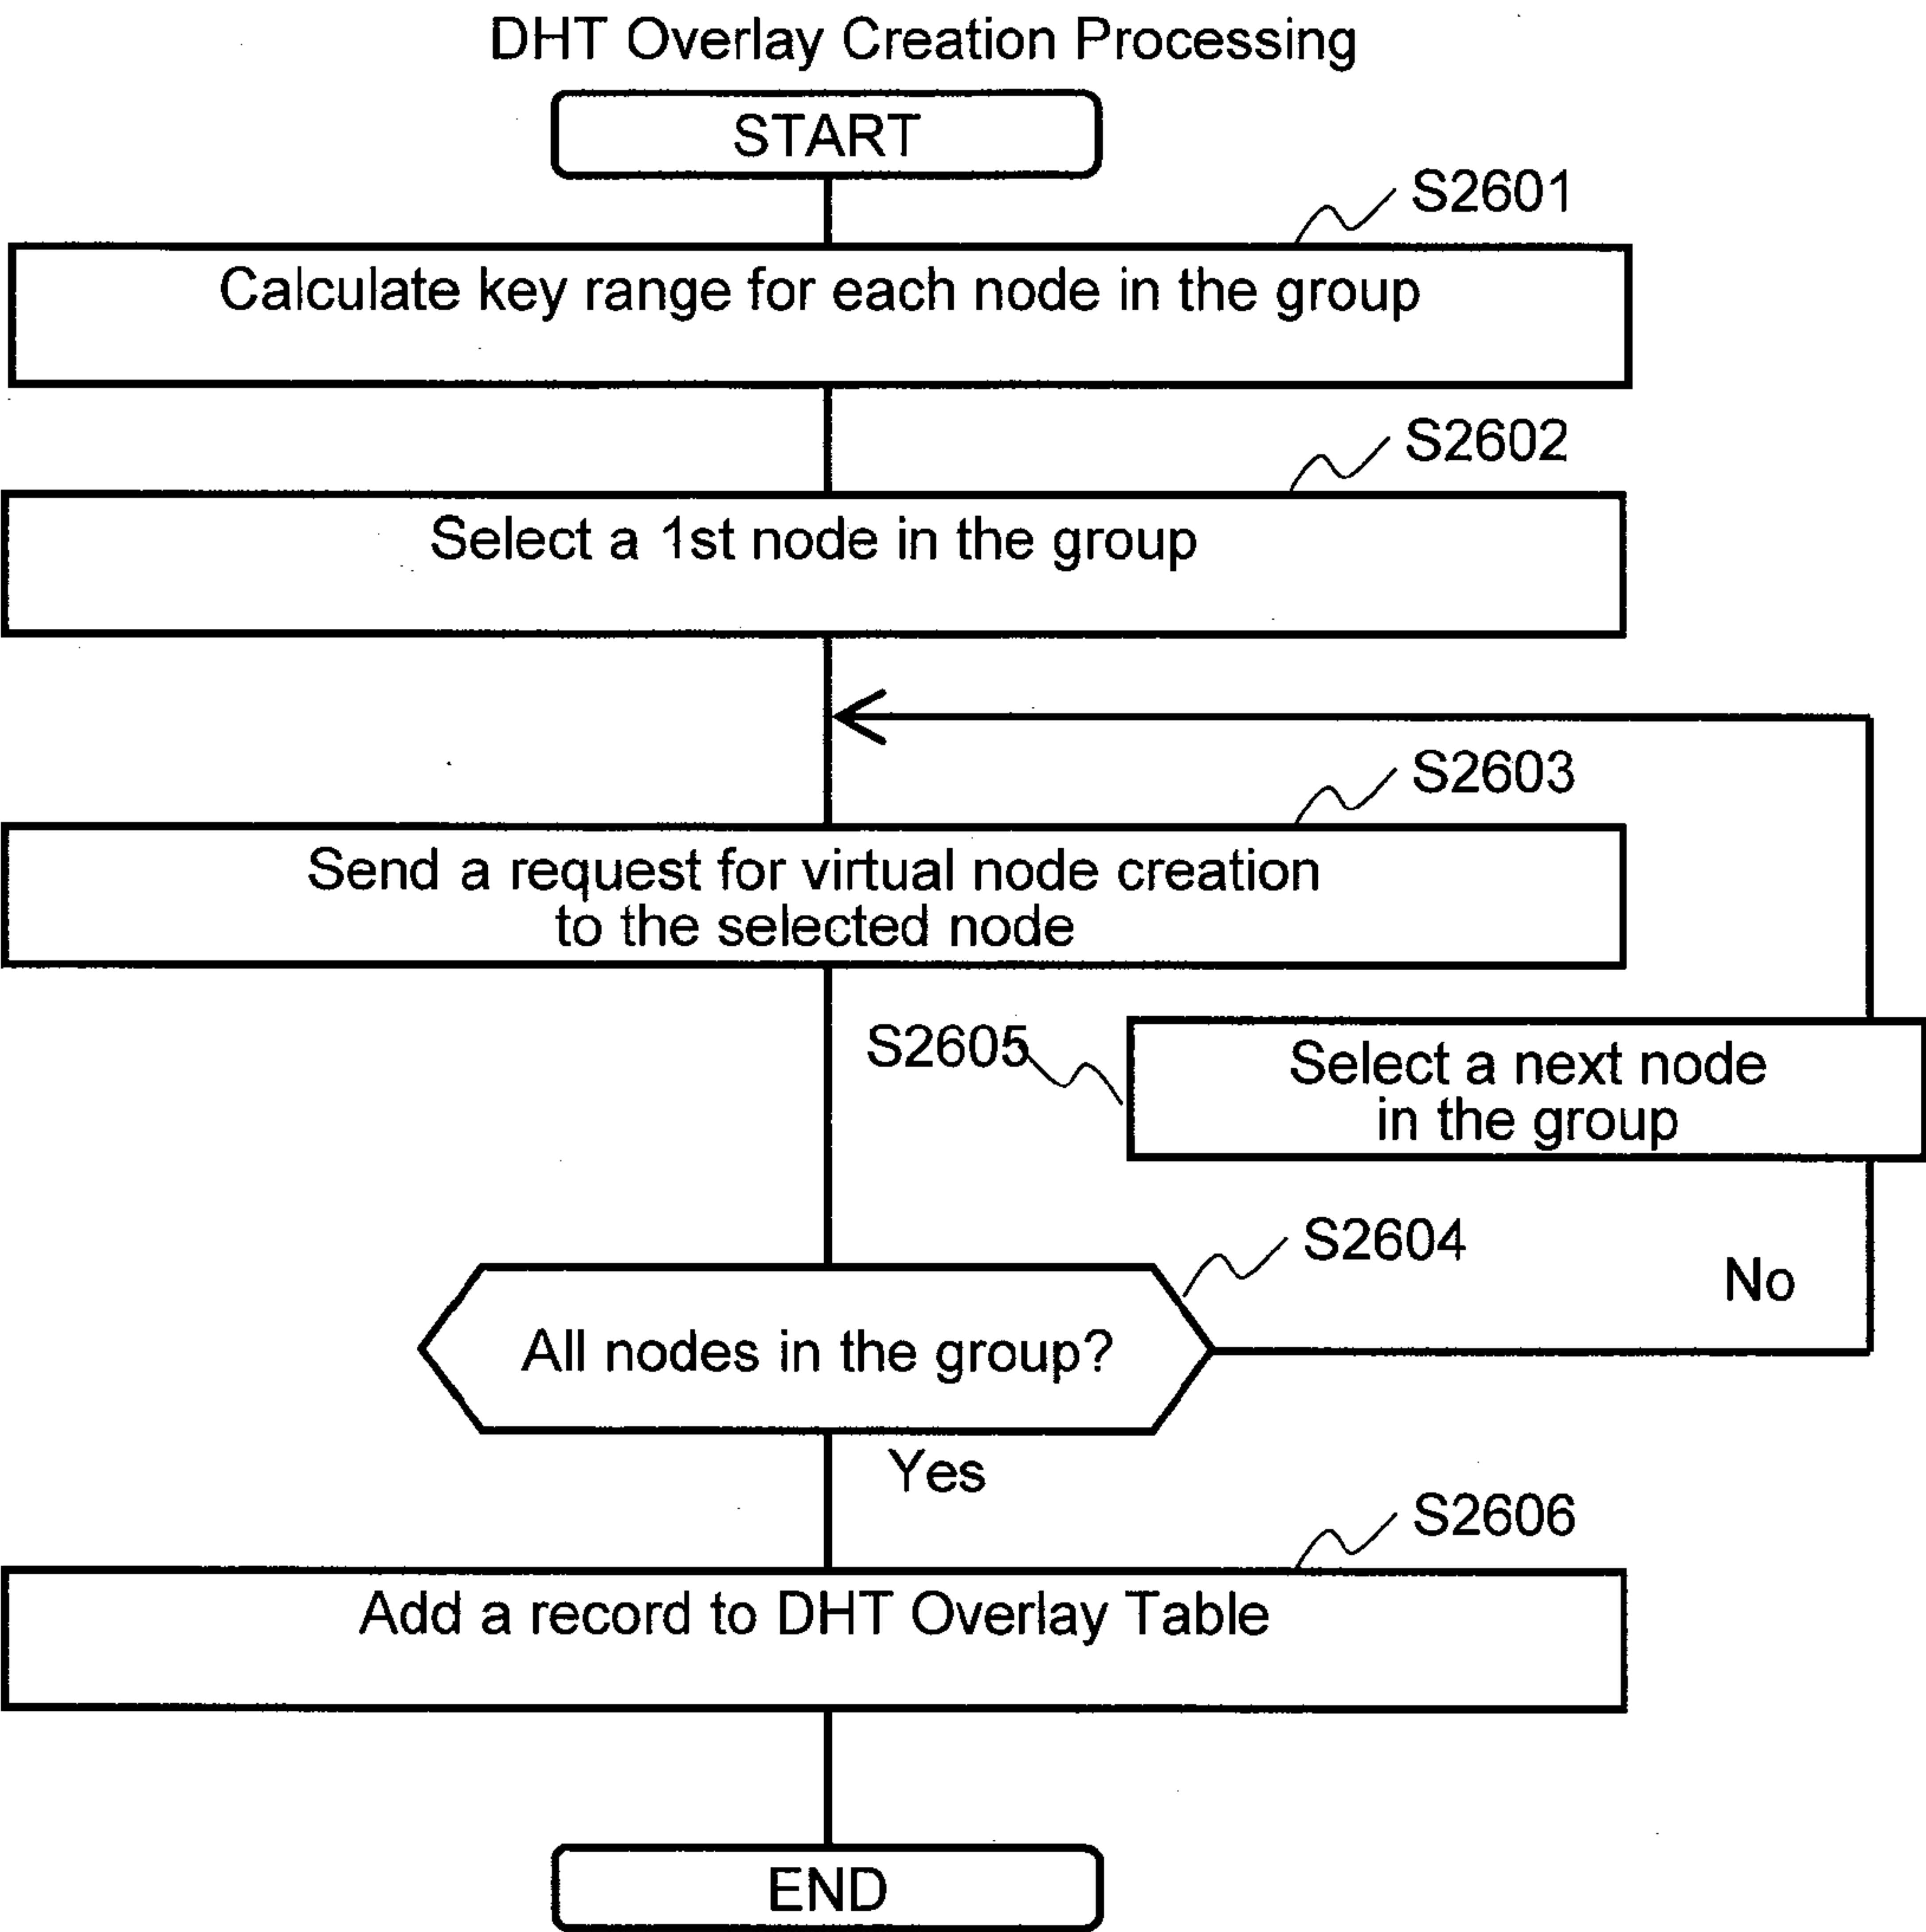 DHT Overlay Creation Processing
START
S2601
Calculate key range for each node in the group
S2602
Select a 1st node in the group
S2603
Send a request for virtual node creation
to the selected node
S2605
Select a next node
in the group
S2604
No
All nodes in the group?
Yes
S2606
Add a record to DHT Overlay Table
END